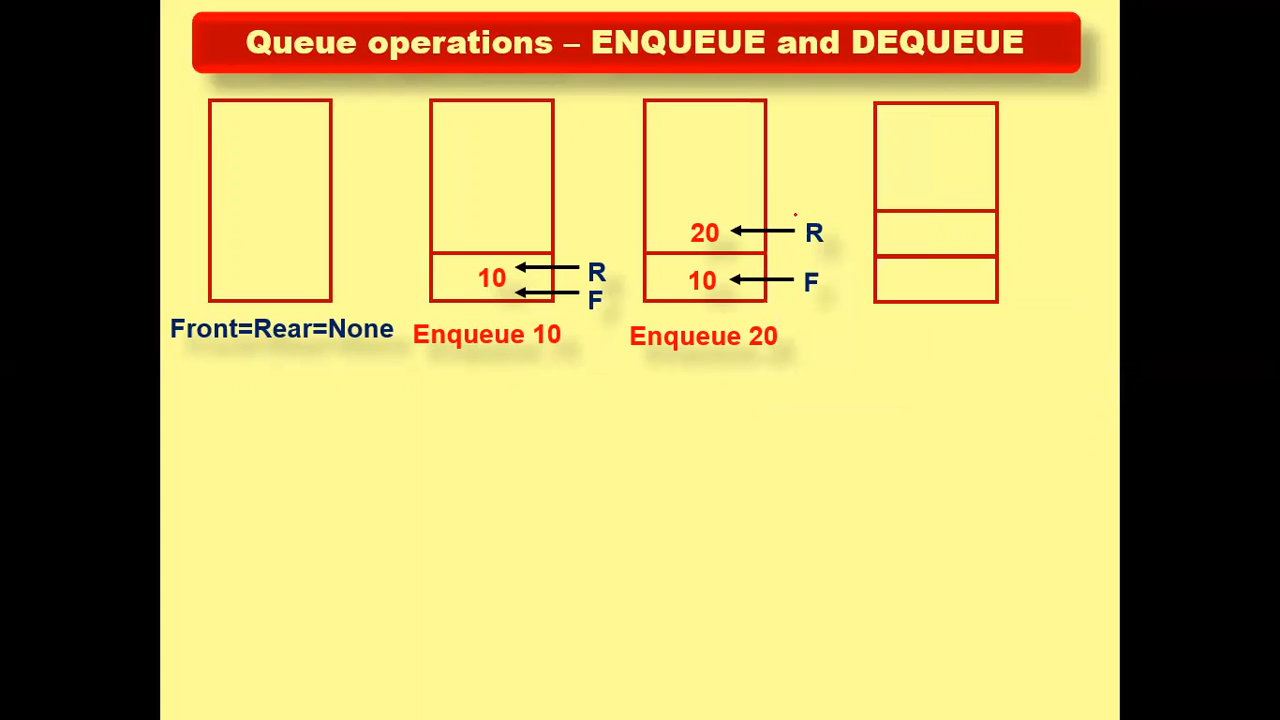 Queue operations – ENQUEUE and DEQUEUE
20
R
10
R
F
10
F
Front=Rear=None
Enqueue 10
Enqueue 20